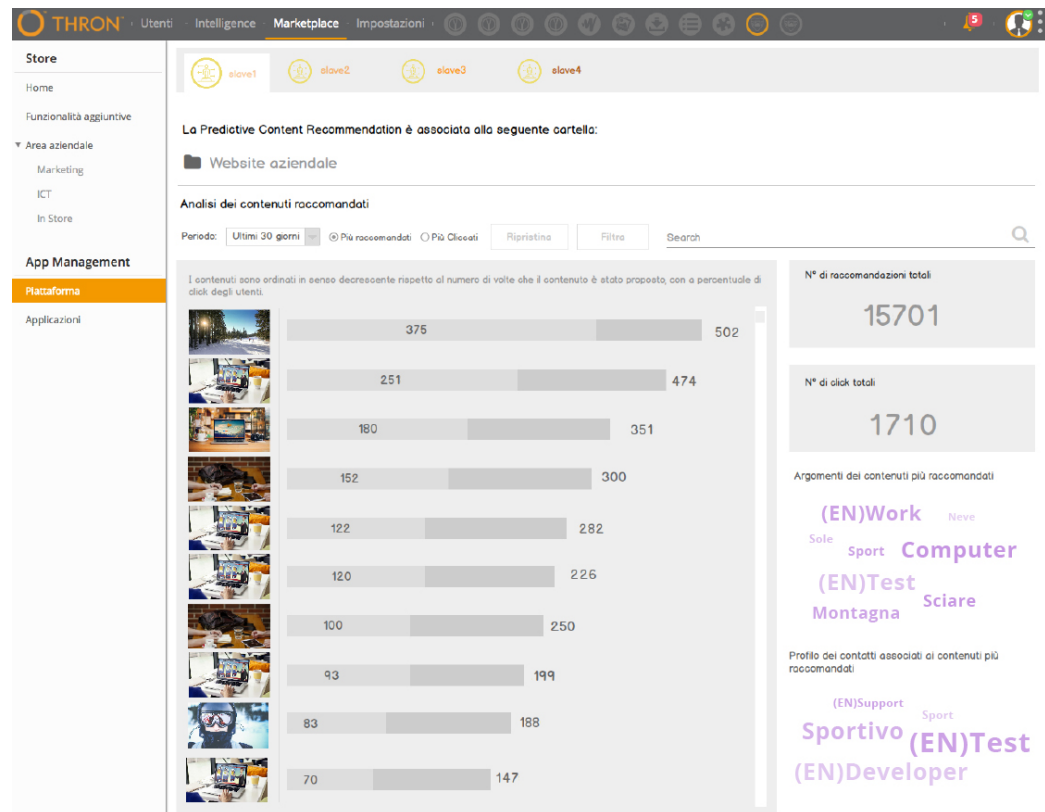 THRON Utenti Intelligence Marketplace Impostazioni 5
Store
Home
Funzionalità aggiuntive
Area aziendale
Marketing
ICT
In Store
App Management
Piattaforma
Applicazioni
slave1 slave2 slave3 slave4
La Predictive Content Recommendation è associata alla seguente cartella:
Website aziendale
Analisi dei contenuti raccomandati
Periodo: Ultimi 30 giorni Più raccomandati Più Cliccati Ripristina Filtra Search
I contenuti sono ordinati in senso decrescente rispetto al numero di volte che il contenuto è stato proposto, con a percentuale di
click degli utenti.
375 502
251 474
180 351
152 300
122 282
120 226
100 250
93 199
83 188
70 147
N° di raccomandazioni totali
15701
N° di click totali
1710
Argomenti dei contenuti più raccomandati
(EN)Work Neve
Sole Sport Computer
(EN)Test
Montagna Sciare
Profilo dei contatti associati ai contenuti più
raccomandati
(EN)Support
Sport
Sportivo (EN)Test
(EN)Developer